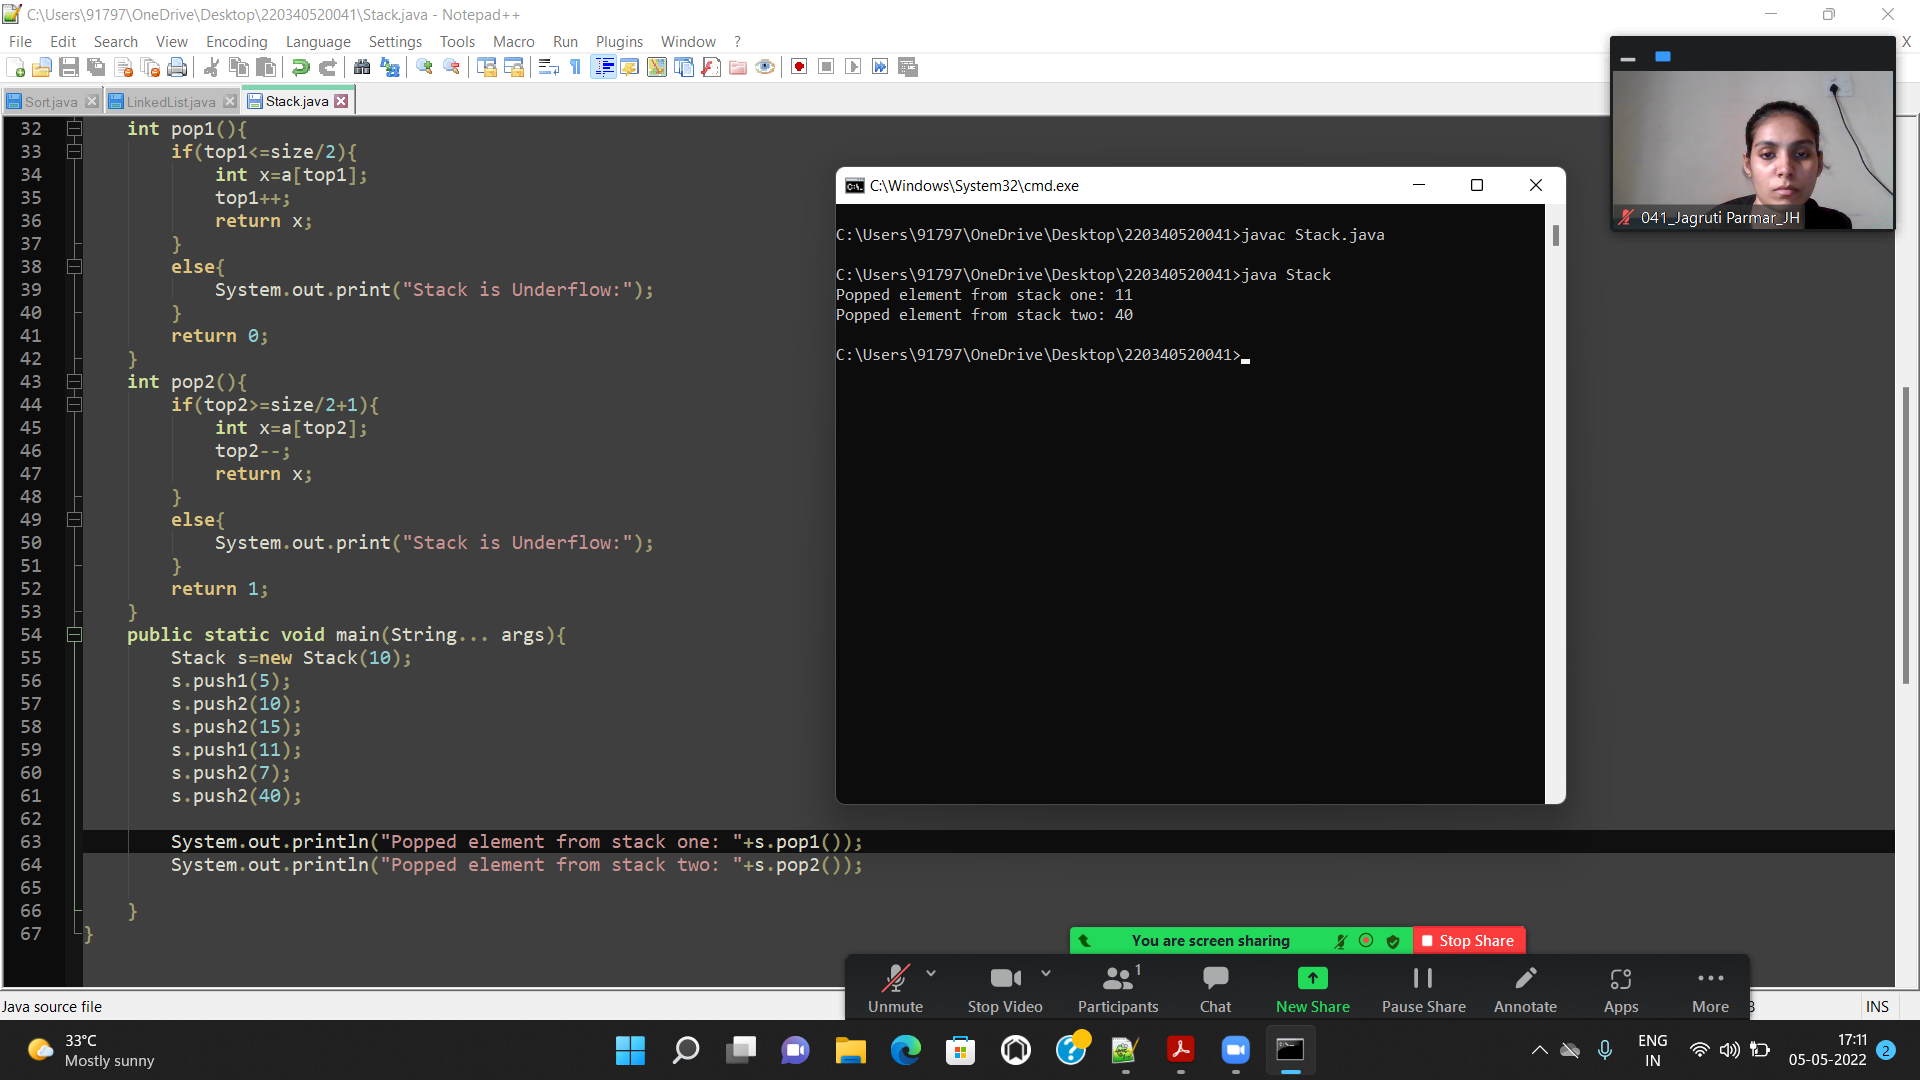 C:\Users\91797\OneDrive\Desktop\220340520041\Stack.java - Notepad++
File Edit Search View Encoding Language Settings Tools Macro Run Plugins Window ? X
Sort.java LinkedList.java Stack.java
32 int pop1(){
33 if(top1<=size/2){
34 int x=a[top1];
35 top1++;
36 return x;
37 }
38 else{
39 System.out.print("Stack is Underflow:");
40 }
41 return 0;
42 }
43 int pop2(){
44 if(top2>=size/2+1){
45 int x=a[top2];
46 top2--;
47 return x;
48 }
49 else{
50 System.out.print("Stack is Underflow:");
51 }
52 return 1;
53 }
54 public static void main(String... args){
55 Stack s=new Stack(10);
56 s.push1(5);
57 s.push2(10);
58 s.push2(15);
59 s.push1(11);
60 s.push2(7);
61 s.push2(40);
62
63 System.out.println("Popped element from stack one: "+s.pop1());
64 System.out.println("Popped element from stack two: "+s.pop2());
65
66 }
67 }
C:\Windows\System32\cmd.exe
C:\Users\91797\OneDrive\Desktop\220340520041>javac Stack.java
C:\Users\91797\OneDrive\Desktop\220340520041>java Stack
Popped element from stack one: 11
Popped element from stack two: 40
C:\Users\91797\OneDrive\Desktop\220340520041>
041_Jagruti Parmar_JH
You are screen sharing Stop Share
Unmute Stop Video Participants 1 Chat New Share Pause Share Annotate Apps More
Java source file INS
33°C
Mostly sunny
ENG
IN
17:11
05-05-2022 2